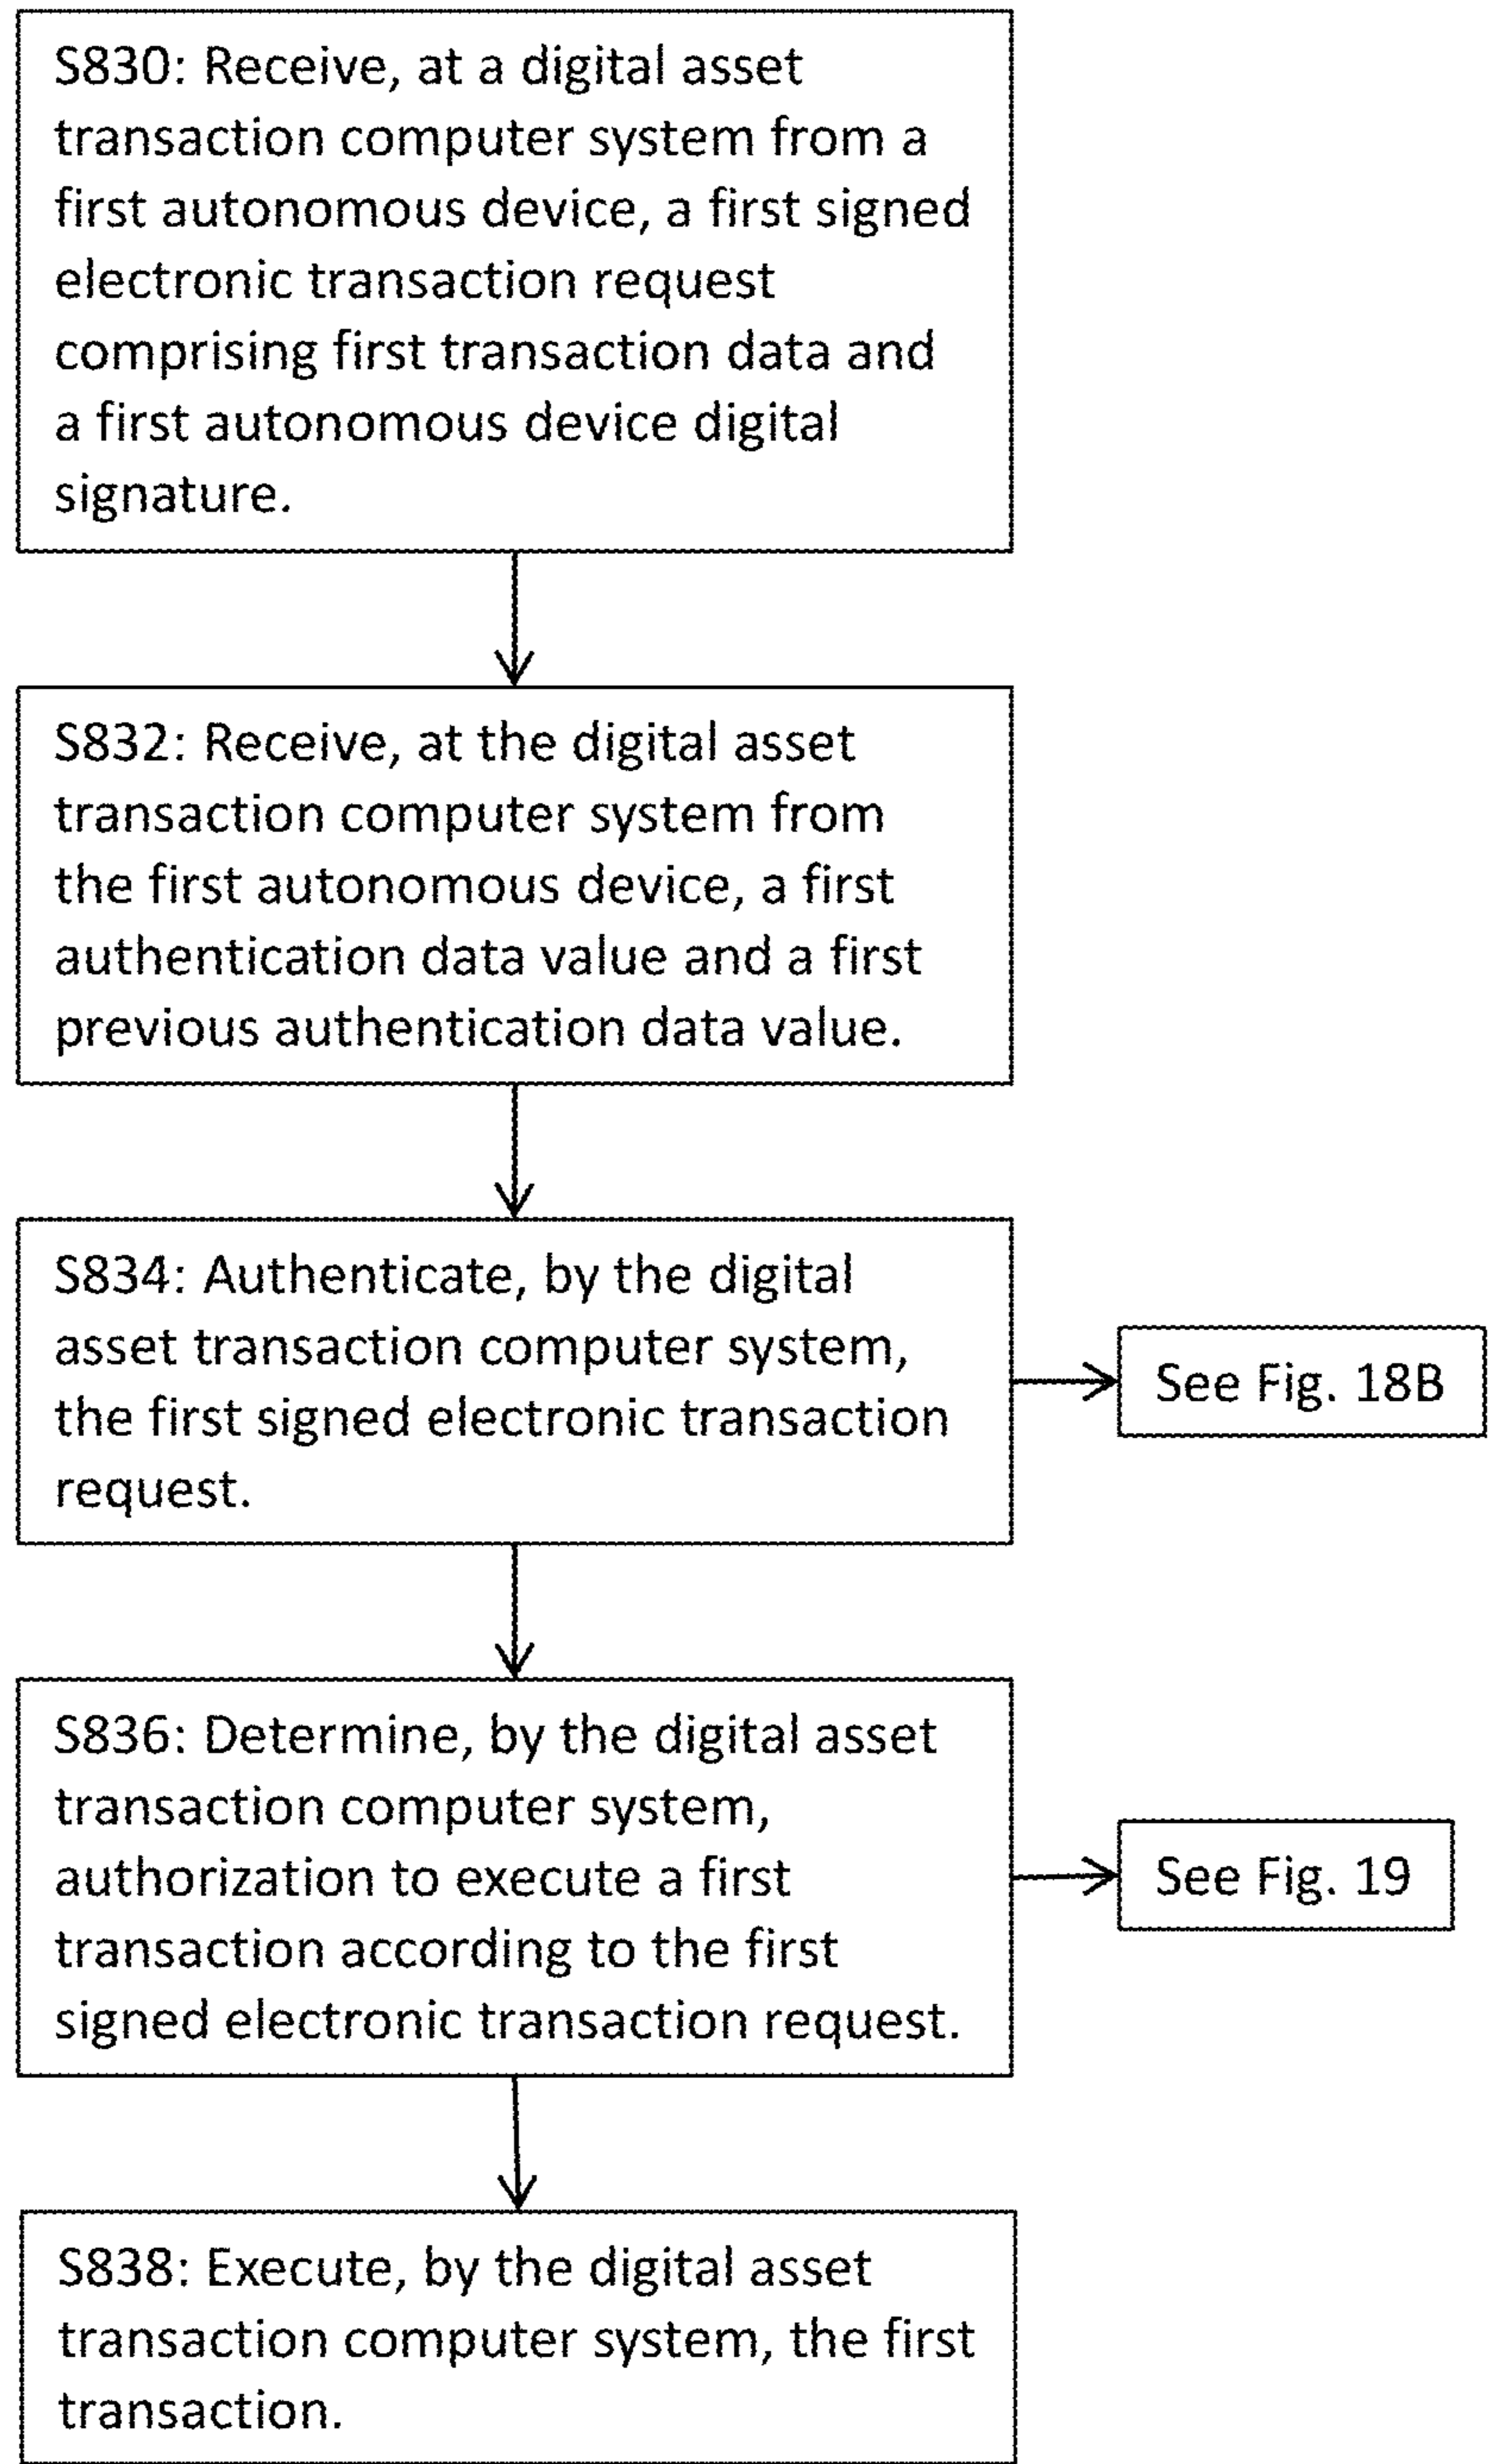 S830: Receive, at a digital asset
transaction computer system from a
first autonomous device, a first signed
electronic transaction request
comprising first transaction data and
a first autonomous device digital
signature.
S832: Receive, at the digital asset
transaction computer system from
the first autonomous device, a first
authentication data value and a first
previous authentication data value.
S834: Authenticate, by the digital
asset transaction computer system,
the first signed electronic transaction
request.
See Fig. 18B
S836: Determine, by the digital asset
transaction computer system,
authorization to execute a first
transaction according to the first
signed electronic transaction request.
See Fig. 19
S838: Execute, by the digital asset
transaction computer system, the first
transaction.